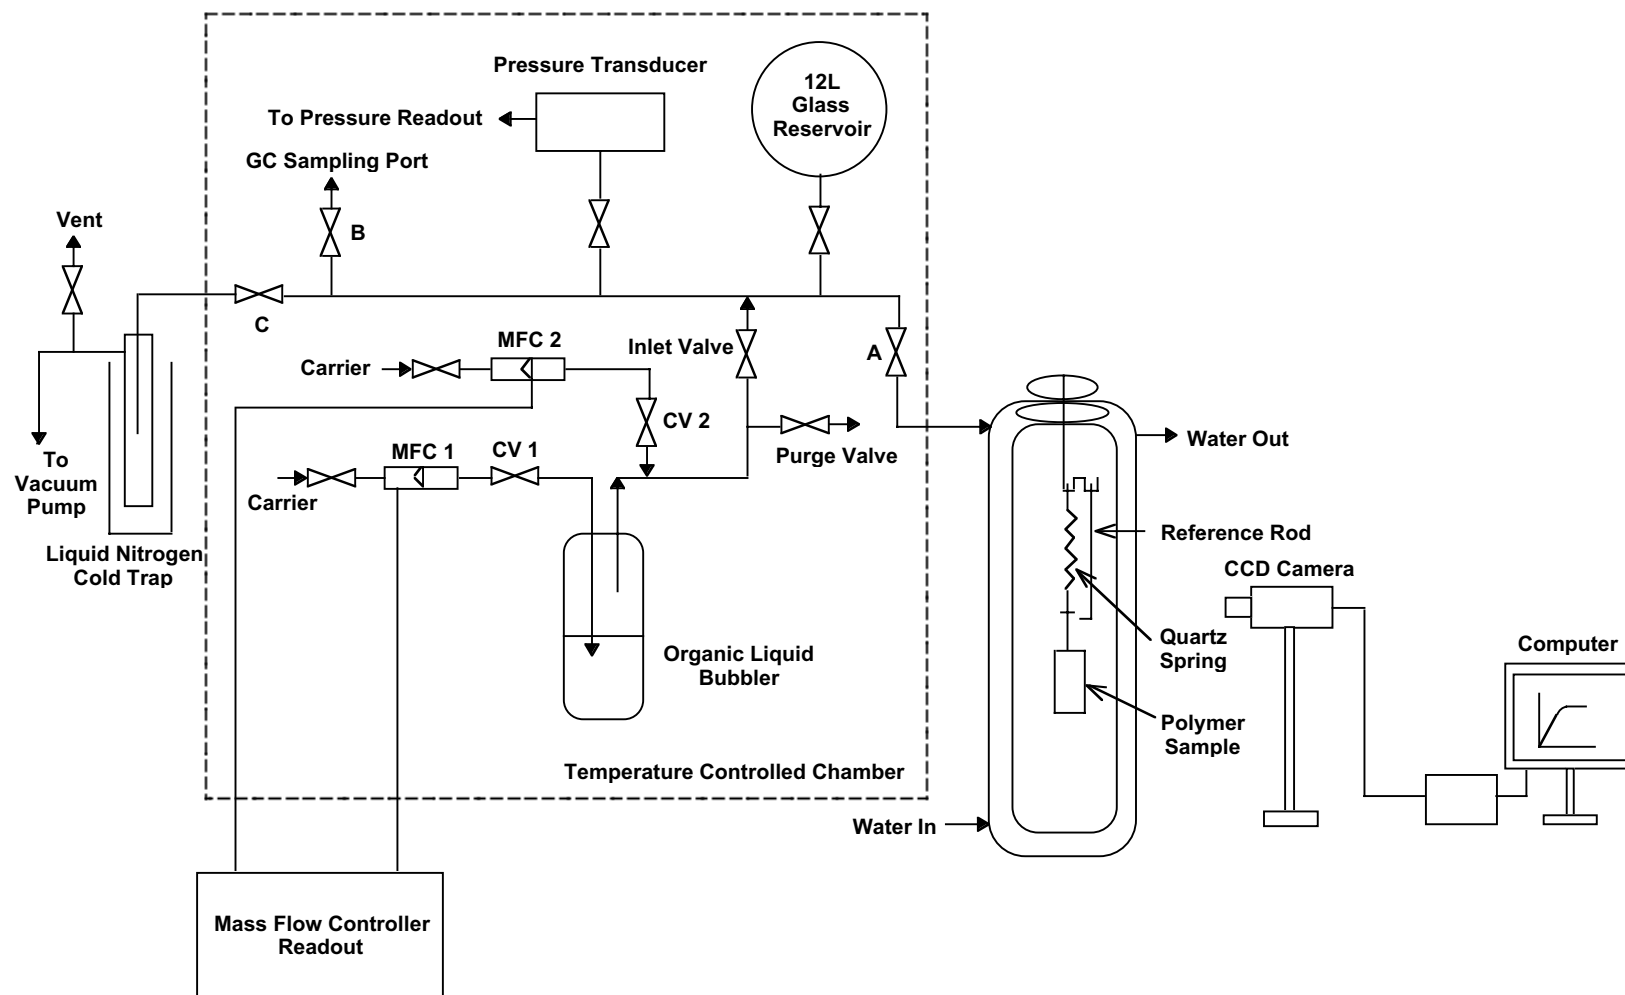 Pressure Transducer
12L
Glass
Reservoir
To Pressure Readout
GC Sampling Port
Vent
B
C
MFC 2
Inlet Valve
A
Carrier
CV 2
Water Out
MFC 1
CV 1
Purge Valve
To
Vacuum
Pump
Carrier
Reference Rod
Liquid Nitrogen
Cold Trap
CCD Camera
Quartz
Spring
Computer
Organic Liquid
Bubbler
Polymer
Sample
Temperature Controlled Chamber
Water In
Mass Flow Controller
Readout